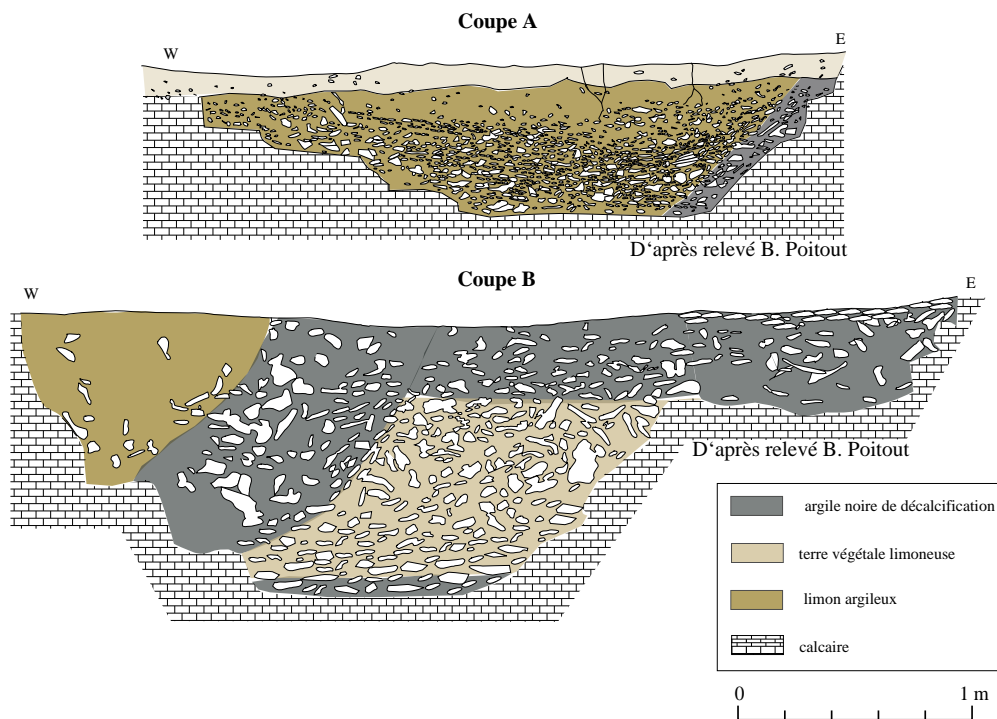 Coupe A
W
E
D‘après relevé B. Poitout
Coupe B
W
E
D‘après relevé B. Poitout
argile noire de décalcification
terre végétale limoneuse
limon argileux
calcaire
0 1 m